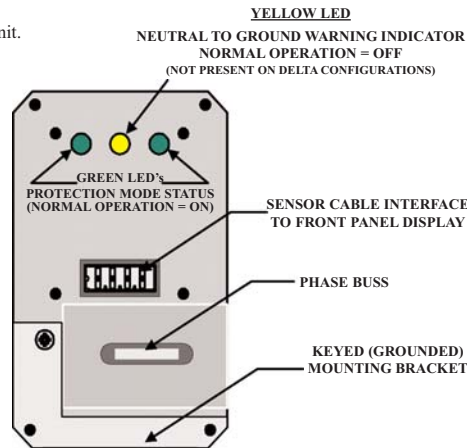 nit.
YELLOW LED
NEUTRAL TO GROUND WARNING INDICATOR
NORMAL OPERATION = OFF
(NOT PRESENT ON DELTA CONFIGURATIONS)
GREEN LED's
PROTECTION MODE STATUS
(NORMAL OPERATION = ON)
SENSOR CABLE INTERFACE
TO FRONT PANEL DISPLAY
PHASE BUSS
KEYED (GROUNDED)
MOUNTING BRACKET